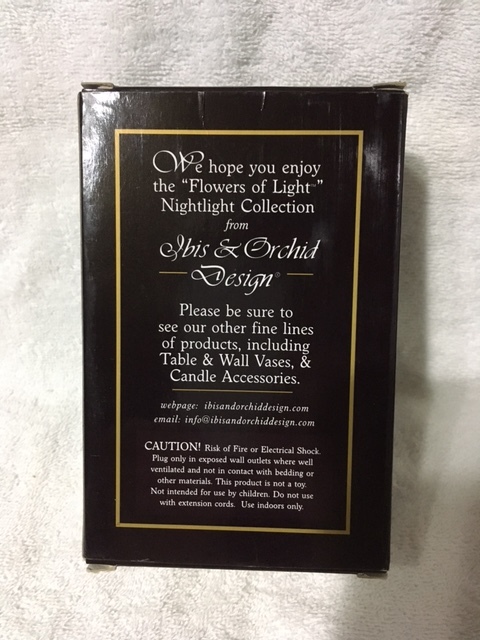 We hope you enjoy
the “Flowers of Light™”
Nightlight Collection
from
Ibis & Orchid
Design®
Please be sure to
see our other fine lines
of products, including
Table & Wall Vases, &
Candle Accessories.
webpage: ibisandorchiddesign.com
email: info@ibisandorchiddesign.com
CAUTION! Risk of Fire or Electrical Shock.
Plug only in exposed wall outlets where well
ventilated and not in contact with bedding or
other materials. This product is not a toy.
Not intended for use by children. Do not use
with extension cords. Use indoors only.